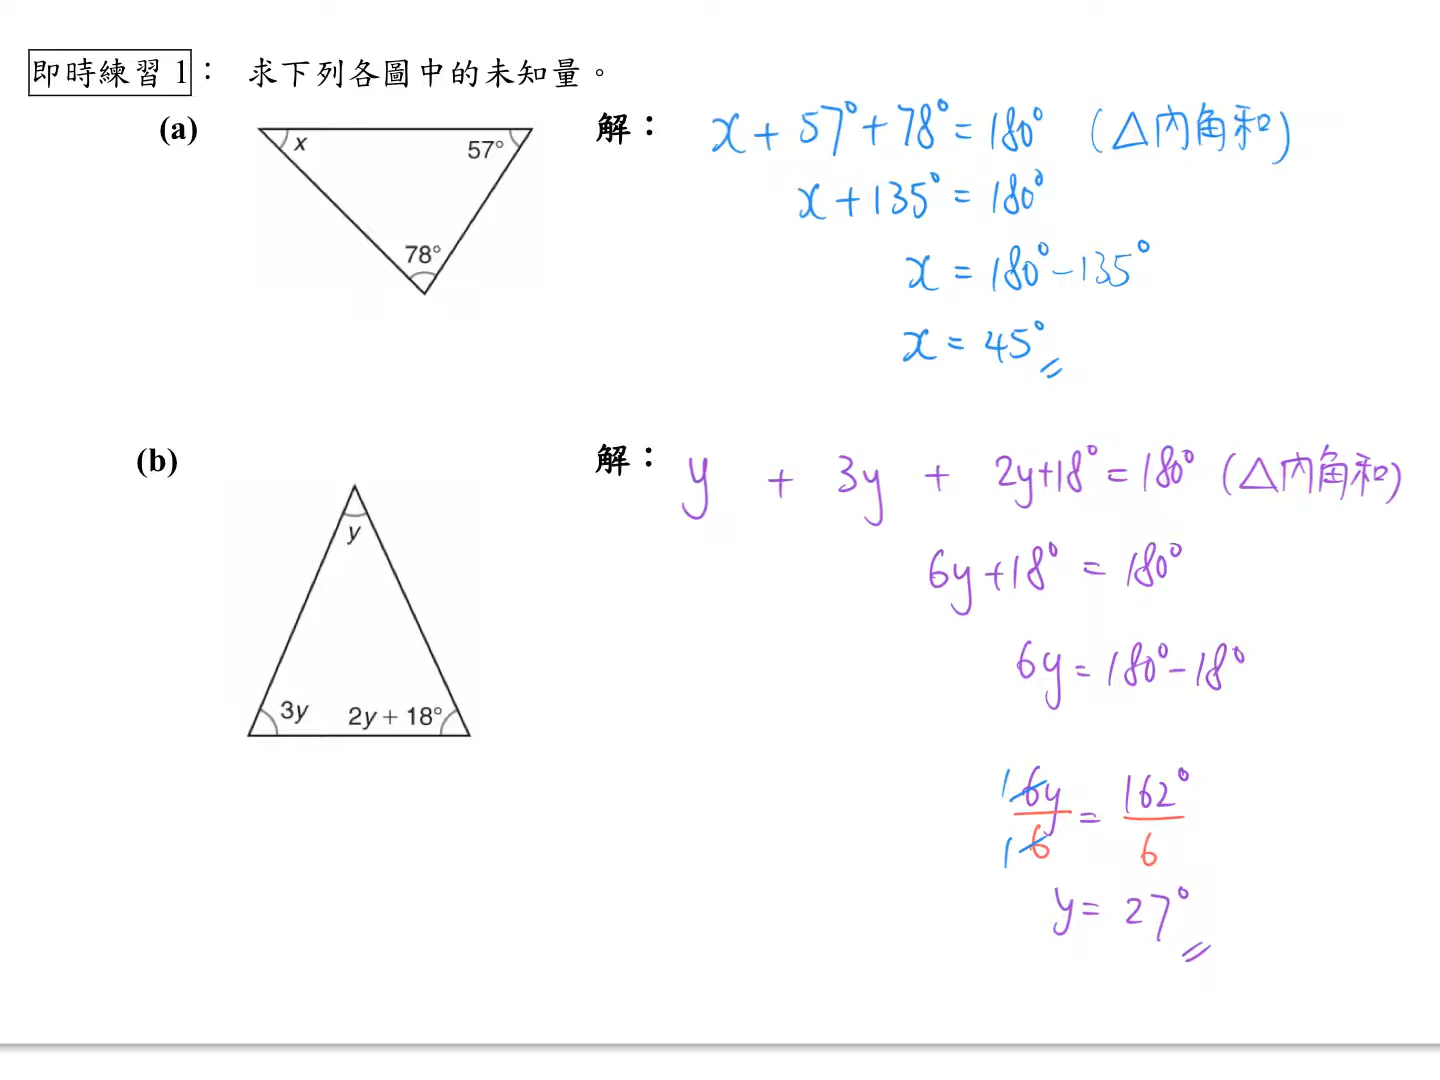 即時練習 1： 求下列各圖中的未知量。
(a)
x
57°
78°
解：
x + 57° + 78° = 180° (△內角和)
x + 135° = 180°
x = 180° - 135°
x = 45°
(b)
y
3y
2y + 18°
解：
y + 3y + 2y + 18° = 180° (△內角和)
6y + 18° = 180°
6y = 180° - 18°
1 6y = 162°
1 6 6
y = 27°